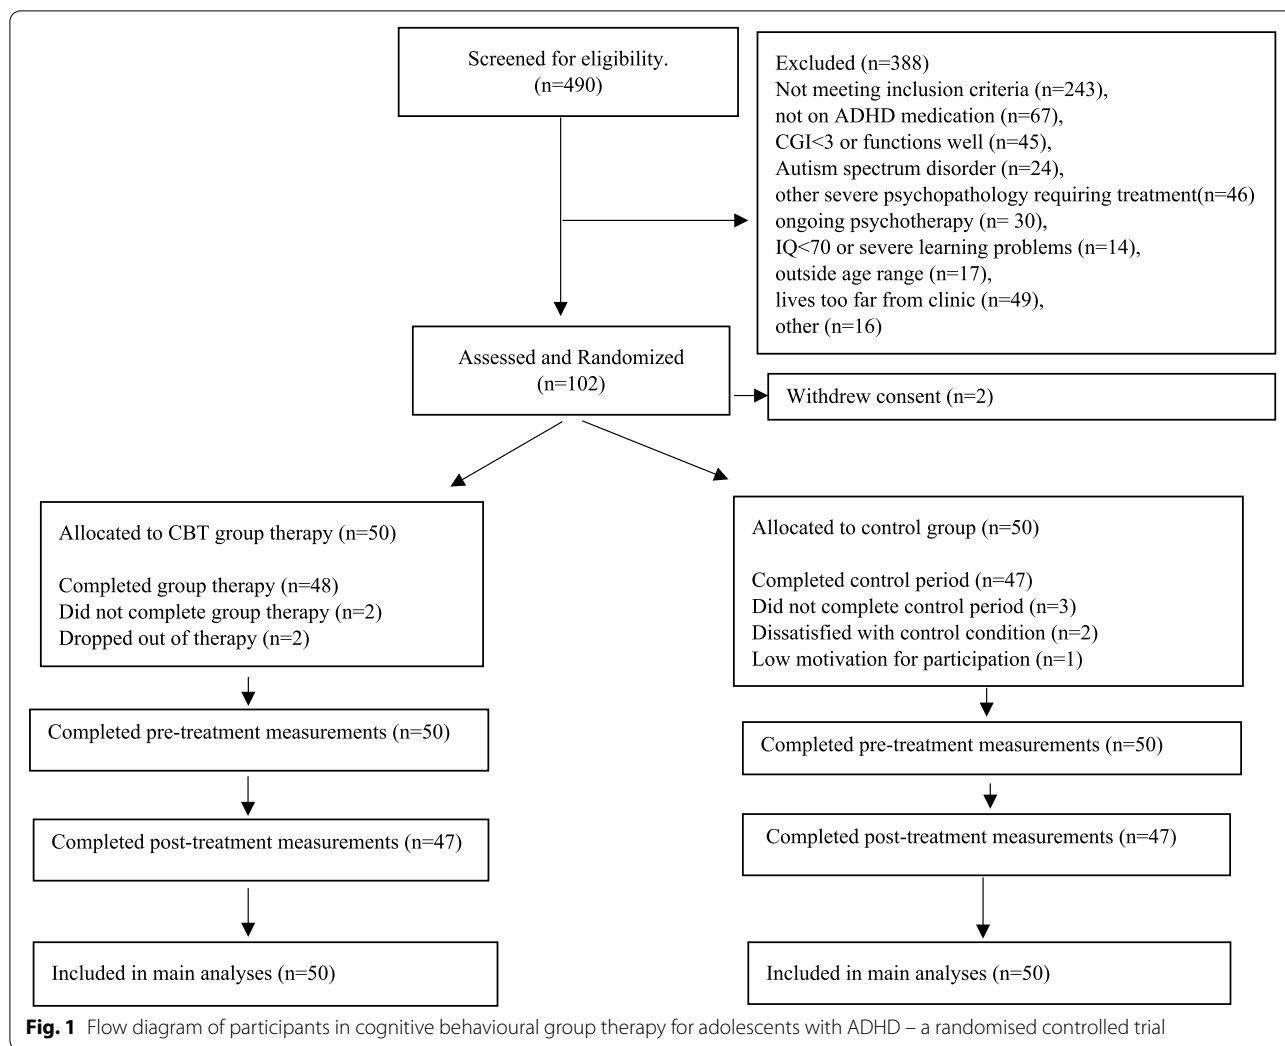 Screened for eligibility.
(n=490)
Excluded (n=388)
Not meeting inclusion criteria (n=243),
not on ADHD medication (n=67),
CGI<3 or functions well (n=45),
Autism spectrum disorder (n=24),
other severe psychopathology requiring treatment(n=46)
ongoing psychotherapy (n= 30),
IQ<70 or severe learning problems (n=14),
outside age range (n=17),
lives too far from clinic (n=49),
other (n=16)
Assessed and Randomized
(n=102)
Withdrew consent (n=2)
Allocated to CBT group therapy (n=50)
Completed group therapy (n=48)
Did not complete group therapy (n=2)
Dropped out of therapy (n=2)
Allocated to control group (n=50)
Completed control period (n=47)
Did not complete control period (n=3)
Dissatisfied with control condition (n=2)
Low motivation for participation (n=1)
Completed pre-treatment measurements (n=50)
Completed pre-treatment measurements (n=50)
Completed post-treatment measurements (n=47)
Completed post-treatment measurements (n=47)
Included in main analyses (n=50)
Included in main analyses (n=50)
Fig. 1 Flow diagram of participants in cognitive behavioural group therapy for adolescents with ADHD – a randomised controlled trial